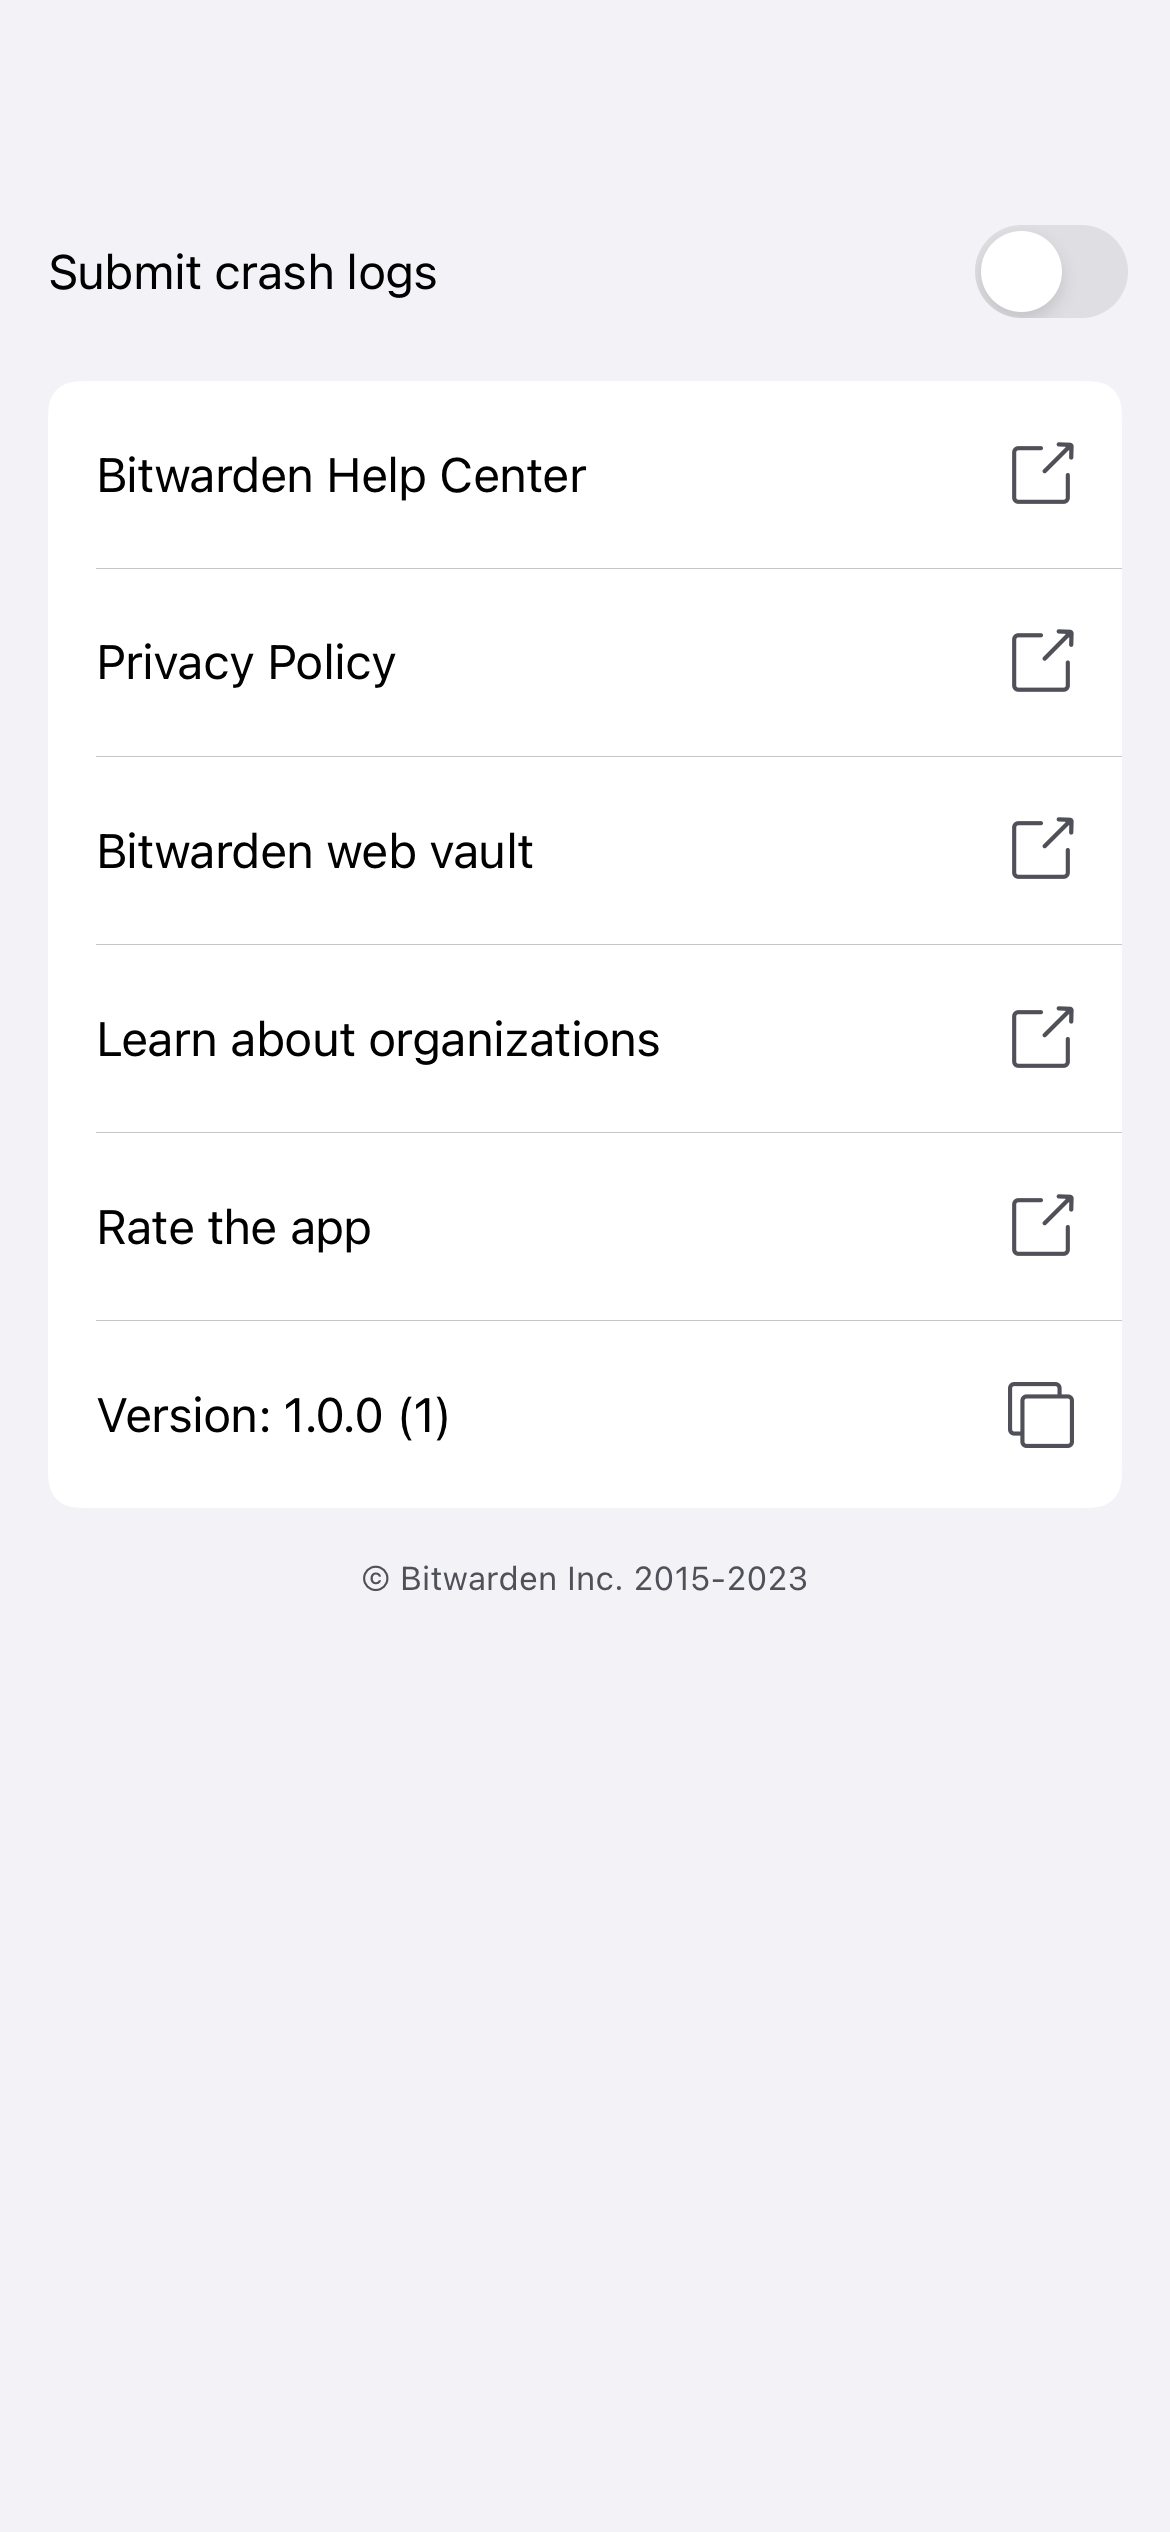 Submit crash logs
Bitwarden Help Center
Privacy Policy
Bitwarden web vault
Learn about organizations
Rate the app
Version: 1.0.0 (1)
© Bitwarden Inc. 2015-2023